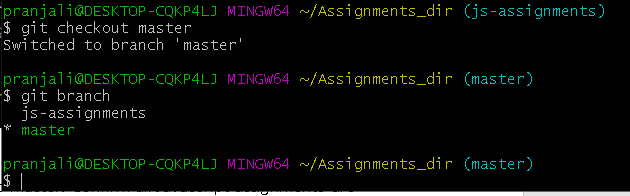 pranjali@DESKTOP-CQKP4LJ MINGW64 ~/Assignments_dir (js-assignments)
$ git checkout master
Switched to branch 'master'
pranjali@DESKTOP-CQKP4LJ MINGW64 ~/Assignments_dir (master)
$ git branch
  js-assignments
* master
pranjali@DESKTOP-CQKP4LJ MINGW64 ~/Assignments_dir (master)
$